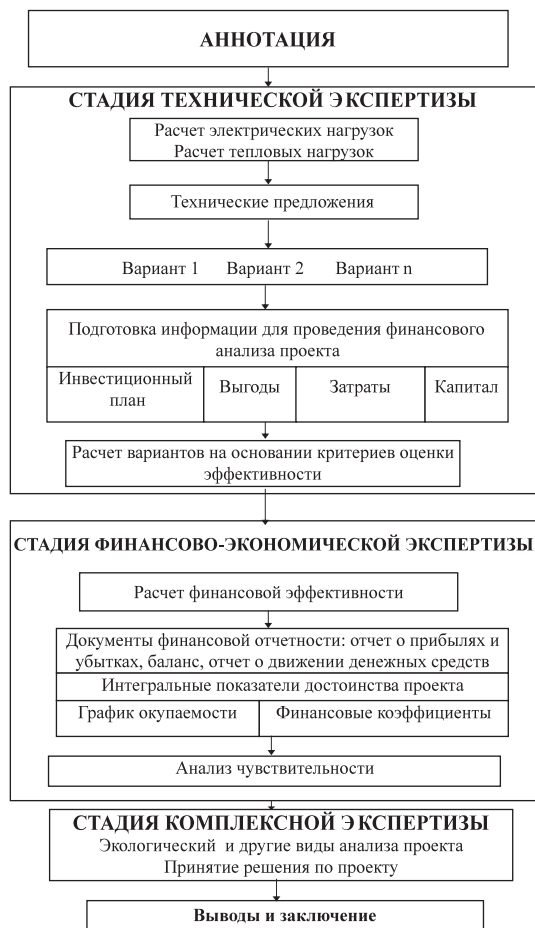 АННОТАЦИЯ
СТАДИЯ ТЕХНИЧЕСКОЙ ЭКСПЕРТИЗЫ
Расчет электрических нагрузок
Расчет тепловых нагрузок
Технические предложения
Вариант 1 Вариант 2 Вариант n
Подготовка информации для проведения финансового
анализа проекта
Инвестиционный
план
Выгоды
Затраты
Капитал
Расчет вариантов на основании критериев оценки
эффективности
СТАДИЯ ФИНАНСОВО-ЭКОНОМИЧЕСКОЙ ЭКСПЕРТИЗЫ
Расчет финансовой эффективности
Документы финансовой отчетности: отчет о прибылях и
убытках, баланс, отчет о движении денежных средств
Интегральные показатели достоинства проекта
График окупаемости
Финансовые коэффициенты
Анализ чувствительности
СТАДИЯ КОМПЛЕКСНОЙ ЭКСПЕРТИЗЫ
Экологический и другие виды анализа проекта
Принятие решения по проекту
Выводы и заключение